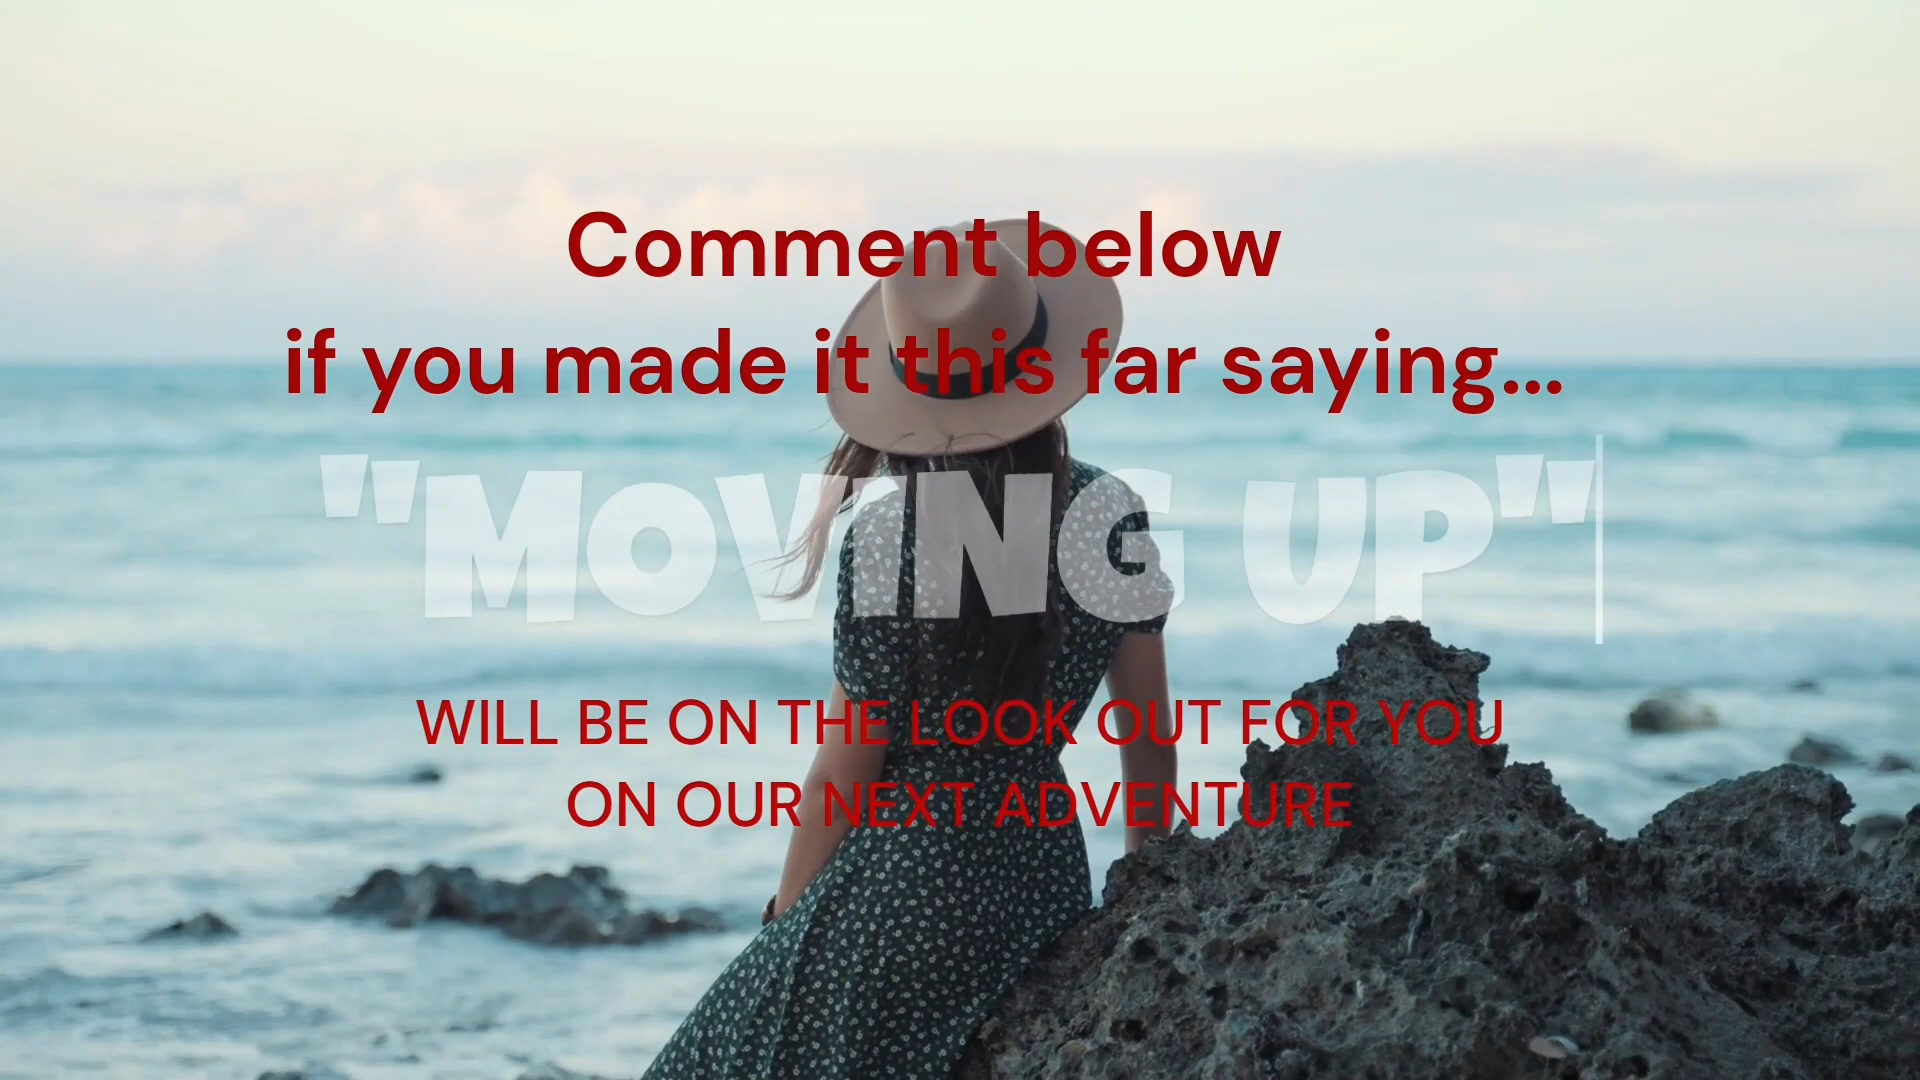 Comment below
if you made it this far saying...
"MOVING UP"
WILL BE ON THE LOOK OUT FOR YOU
ON OUR NEXT ADVENTURE